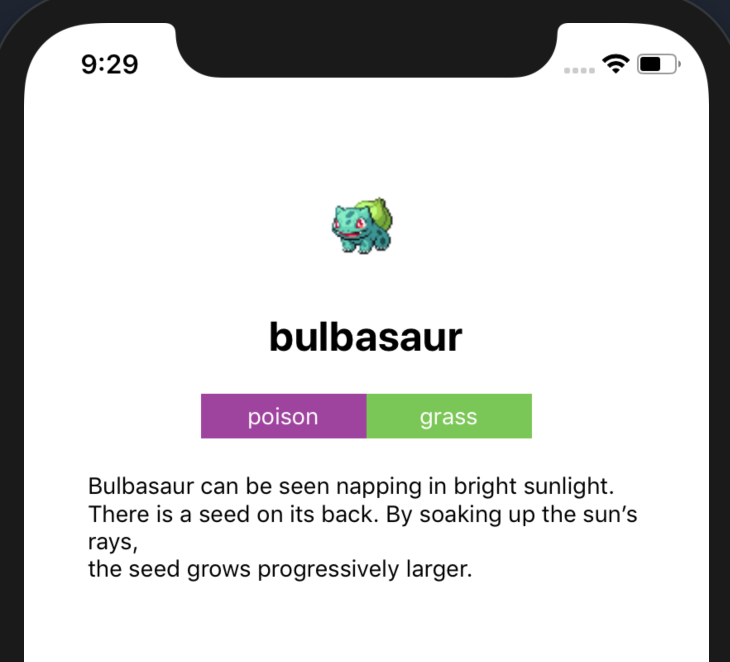 9:29
bulbasaur
poison grass
Bulbasaur can be seen napping in bright sunlight.
There is a seed on its back. By soaking up the sun’s
rays,
the seed grows progressively larger.